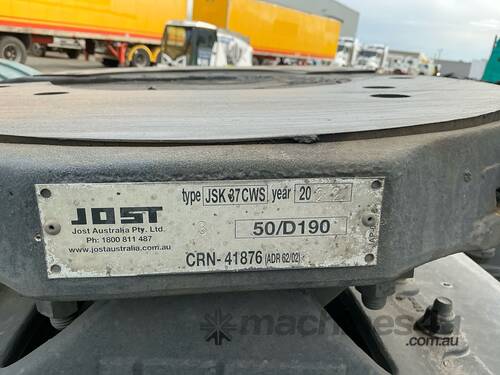 JOST
Jost Australia Pty. Ltd.
Ph: 1800 811 487
www.jostaustralia.com.au
type JSK 37 CWS year 20
50/D190
CRN- 41876 (ADR 62/02)
machines4u
.com.au